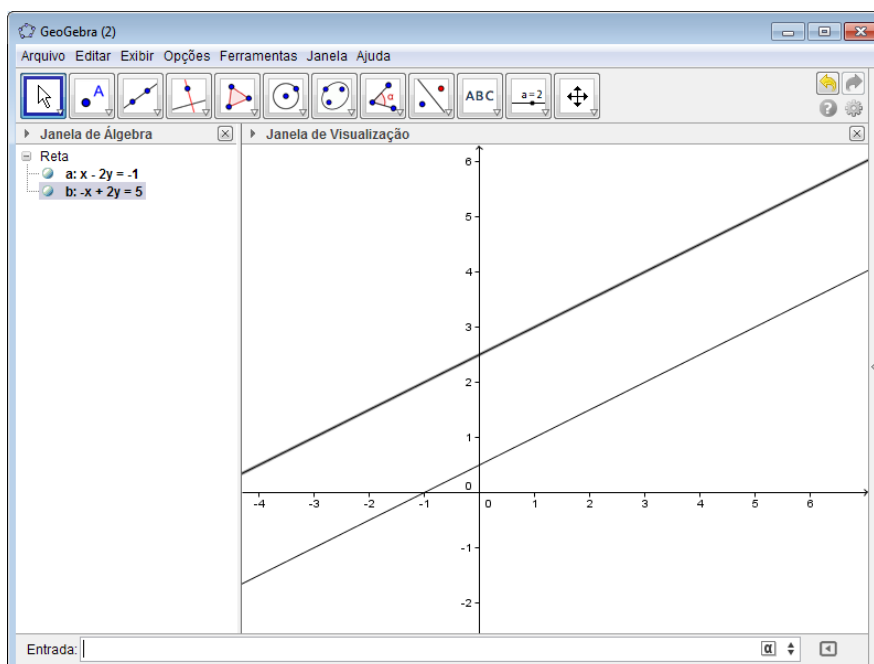 GeoGebra (2)
Arquivo Editar Exibir Opções Ferramentas Janela Ajuda
A α ABC a=2
Janela de Álgebra
Janela de Visualização
Reta
a: x - 2y = -1
b: -x + 2y = 5
6
5
4
3
2
1
0
-4 -3 -2 -1 0 1 2 3 4 5 6
-1
-2
Entrada: α